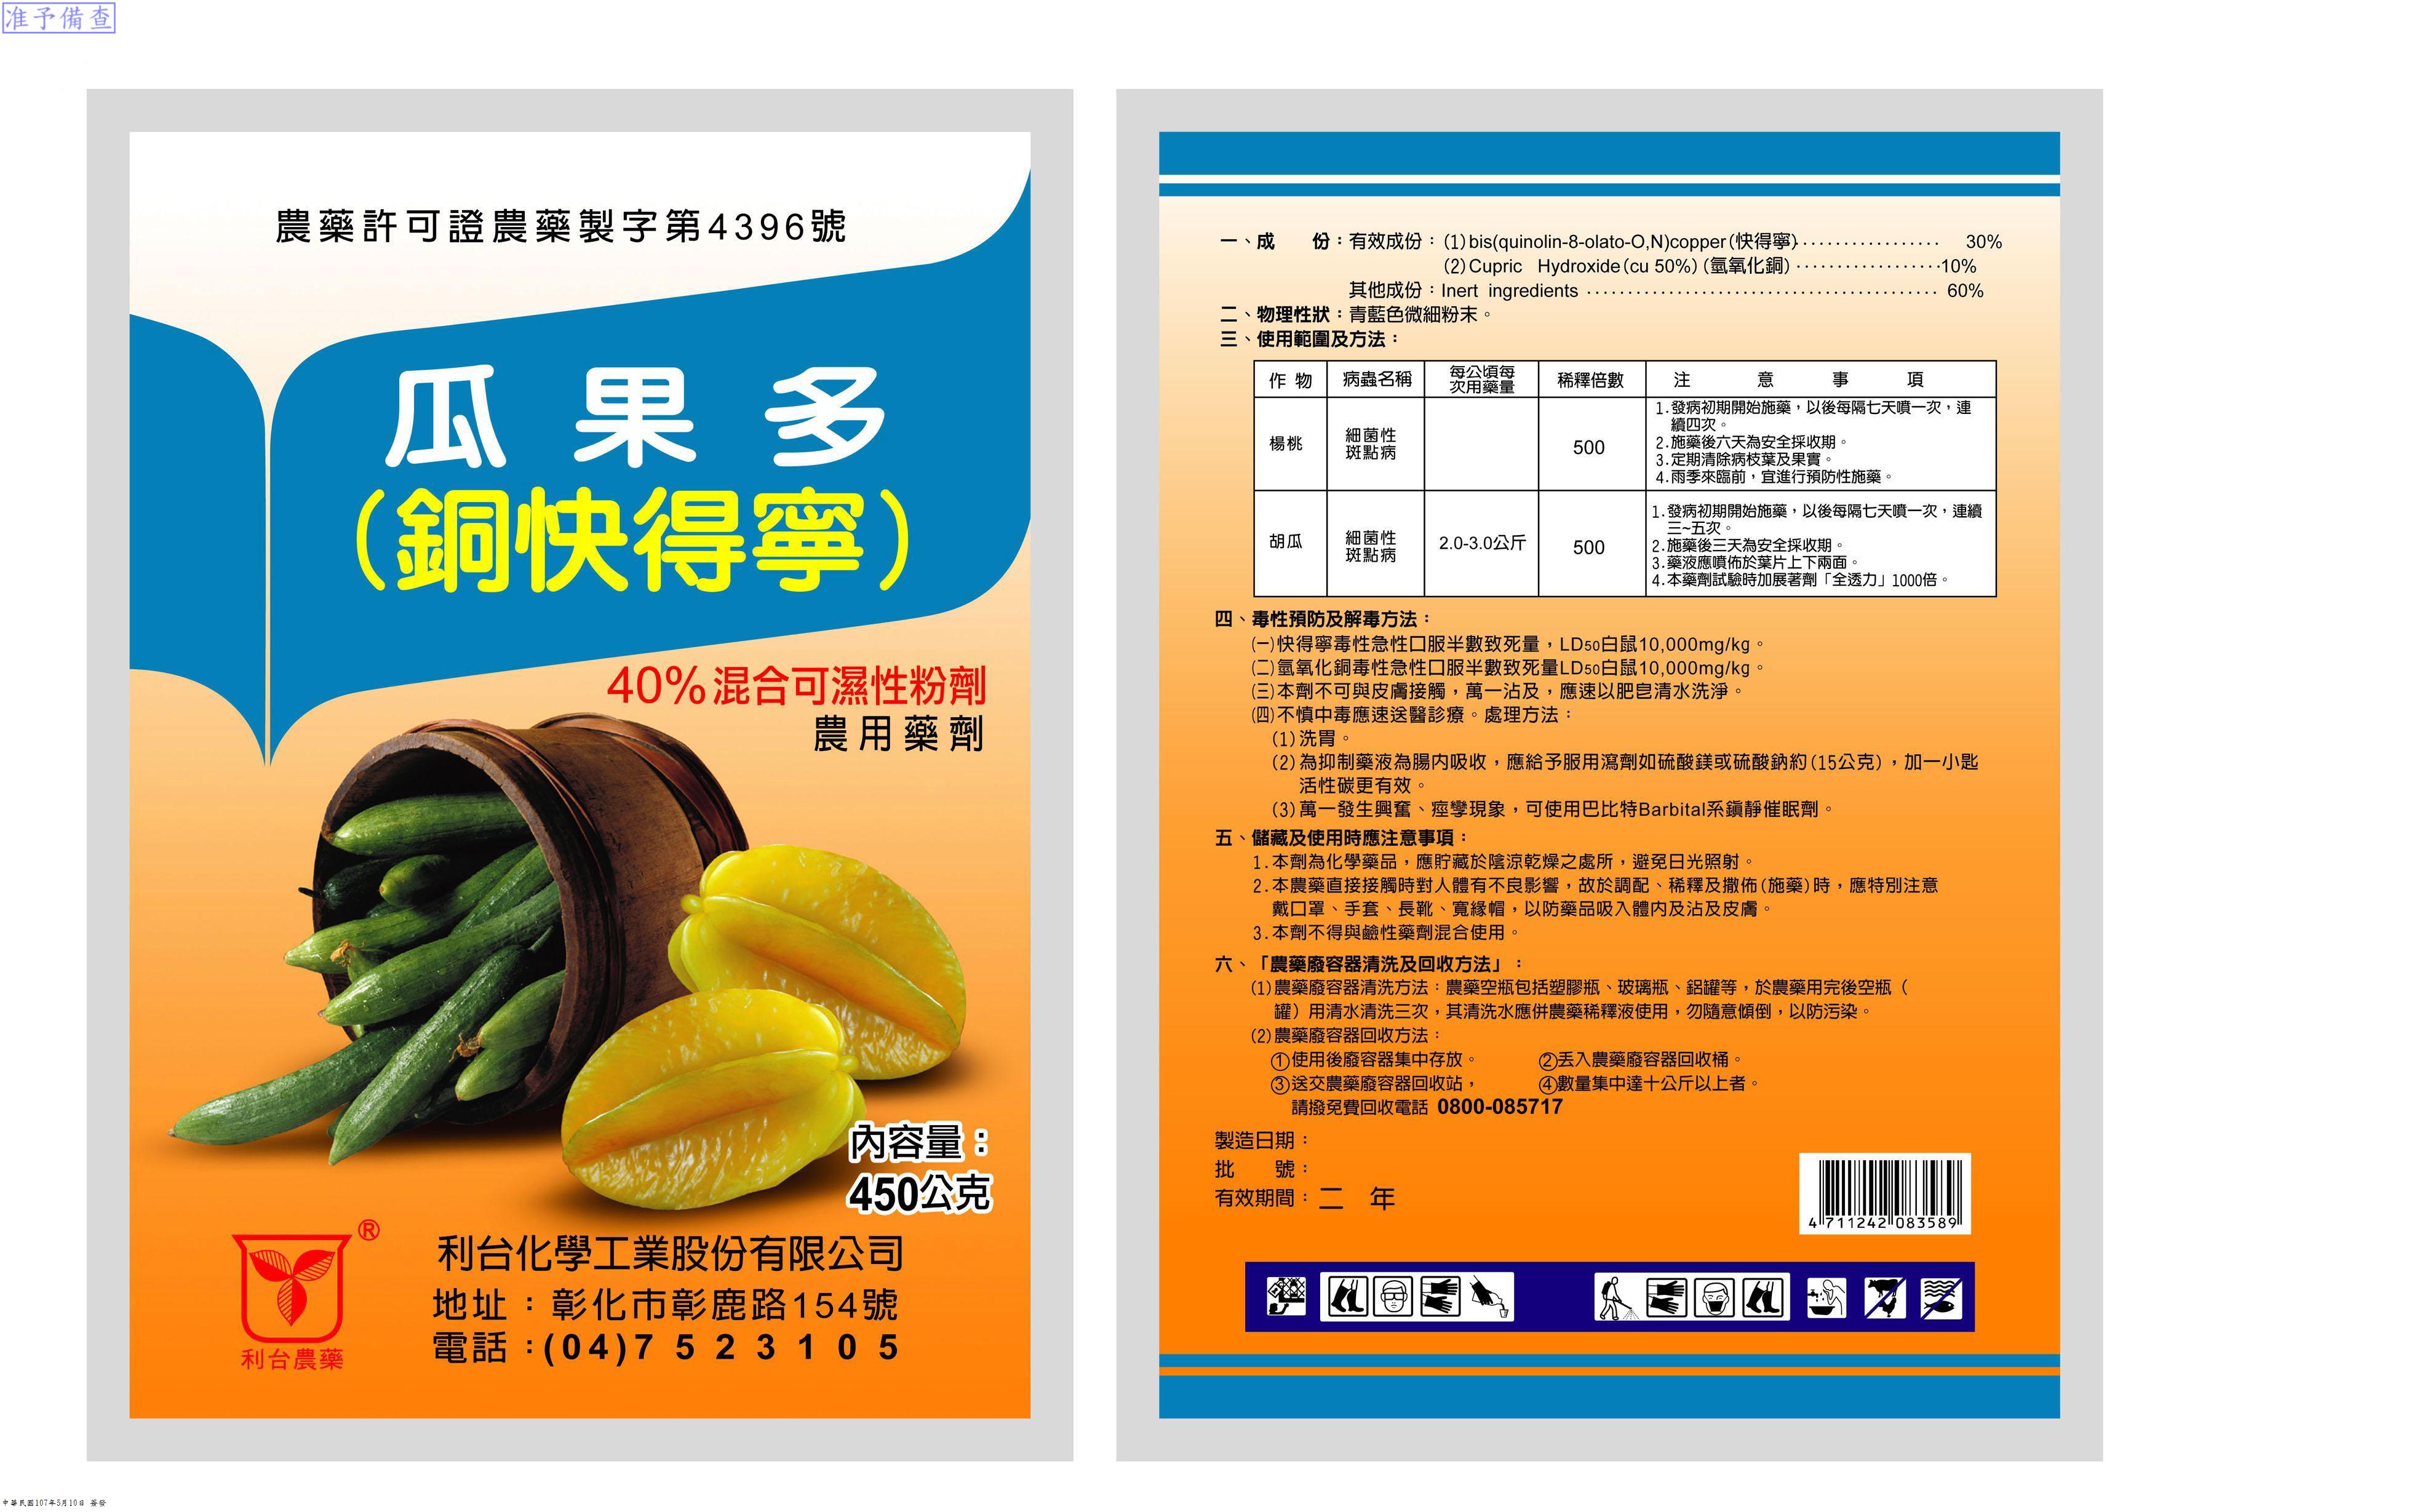 准予備查
農藥許可證農藥製字第4396號
瓜果多
(銅快得寧)
40%混合可濕性粉劑
農用藥劑
內容量：
450公克
®
利台農藥
利台化學工業股份有限公司
地址：彰化市彰鹿路154號
電話：(04)7523105
一、成　　份：有效成份：(1)bis(quinolin-8-olato-O,N)copper(快得寧)·················· 30%
(2)Cupric Hydroxide(cu 50%)(氫氧化銅)··················10%
其他成份：Inert ingredients ··········································· 60%
二、物理性狀：青藍色微細粉末。
三、使用範圍及方法：
作物 病蟲名稱 每公頃每次用藥量 稀釋倍數 注意事項
楊桃 細菌性斑點病 500
1.發病初期開始施藥，以後每隔七天噴一次，連
續四次。
2.施藥後六天為安全採收期。
3.定期清除病枝葉及果實。
4.雨季來臨前，宜進行預防性施藥。
胡瓜 細菌性斑點病 2.0-3.0公斤 500
1.發病初期開始施藥，以後每隔七天噴一次，連續
三~五次。
2.施藥後三天為安全採收期。
3.藥液應噴佈於葉片上下兩面。
4.本藥劑試驗時加展著劑「全透力」1000倍。
四、毒性預防及解毒方法：
㈠快得寧毒性急性口服半數致死量，LD50白鼠10,000mg/kg。
㈡氫氧化銅毒性急性口服半數致死量LD50白鼠10,000mg/kg。
㈢本劑不可與皮膚接觸，萬一沾及，應速以肥皂清水洗淨。
㈣不慎中毒應速送醫診療。處理方法：
(1)洗胃。
(2)為抑制藥液為腸內吸收，應給予服用瀉劑如硫酸鎂或硫酸鈉約(15公克)，加一小匙
活性碳更有效。
(3)萬一發生興奮、痙攣現象，可使用巴比特Barbital系鎮靜催眠劑。
五、儲藏及使用時應注意事項：
1.本劑為化學藥品，應貯藏於陰涼乾燥之處所，避免日光照射。
2.本農藥直接接觸時對人體有不良影響，故於調配、稀釋及撒佈(施藥)時，應特別注意
戴口罩、手套、長靴、寬緣帽，以防藥品吸入體內及沾及皮膚。
3.本劑不得與鹼性藥劑混合使用。
六、「農藥廢容器清洗及回收方法」：
(1)農藥廢容器清洗方法：農藥空瓶包括塑膠瓶、玻璃瓶、鋁罐等，於農藥用完後空瓶（
罐）用清水清洗三次，其清洗水應併農藥稀釋液使用，勿隨意傾倒，以防污染。
(2)農藥廢容器回收方法：
①使用後廢容器集中存放。 ②丟入農藥廢容器回收桶。
③送交農藥廢容器回收站， ④數量集中達十公斤以上者。
請撥免費回收電話 0800-085717
製造日期：
批　　號：
有效期間：二　年
4 711242 083589
中華民國107年5月10日 簽發